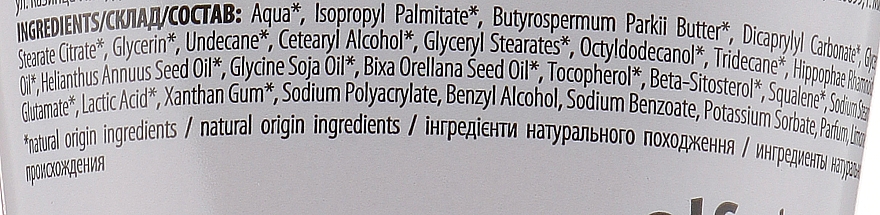 INGREDIENTS/СКЛАД/СОСТАВ: Aqua*, Isopropyl Palmitate*, Butyrospermum Parkii Butter*, Dicaprylyl Carbonate*,
Stearate Citrate*, Glycerin*, Undecane*, Cetearyl Alcohol*, Glyceryl Stearates*, Octyldodecanol*, Tridecane*, Hippophae
Oil*, Helianthus Annuus Seed Oil*, Glycine Soja Oil*, Bixa Orellana Seed Oil*, Tocopherol*, Beta-Sitosterol*, Squalene*, Sodium
Glutamate*, Lactic Acid*, Xanthan Gum*, Sodium Polyacrylate, Benzyl Alcohol, Sodium Benzoate, Potassium Sorbate, Parfum,
*natural origin ingredients / natural origin ingredients / інгредієнти натурального походження / ингредиенты
происхождения